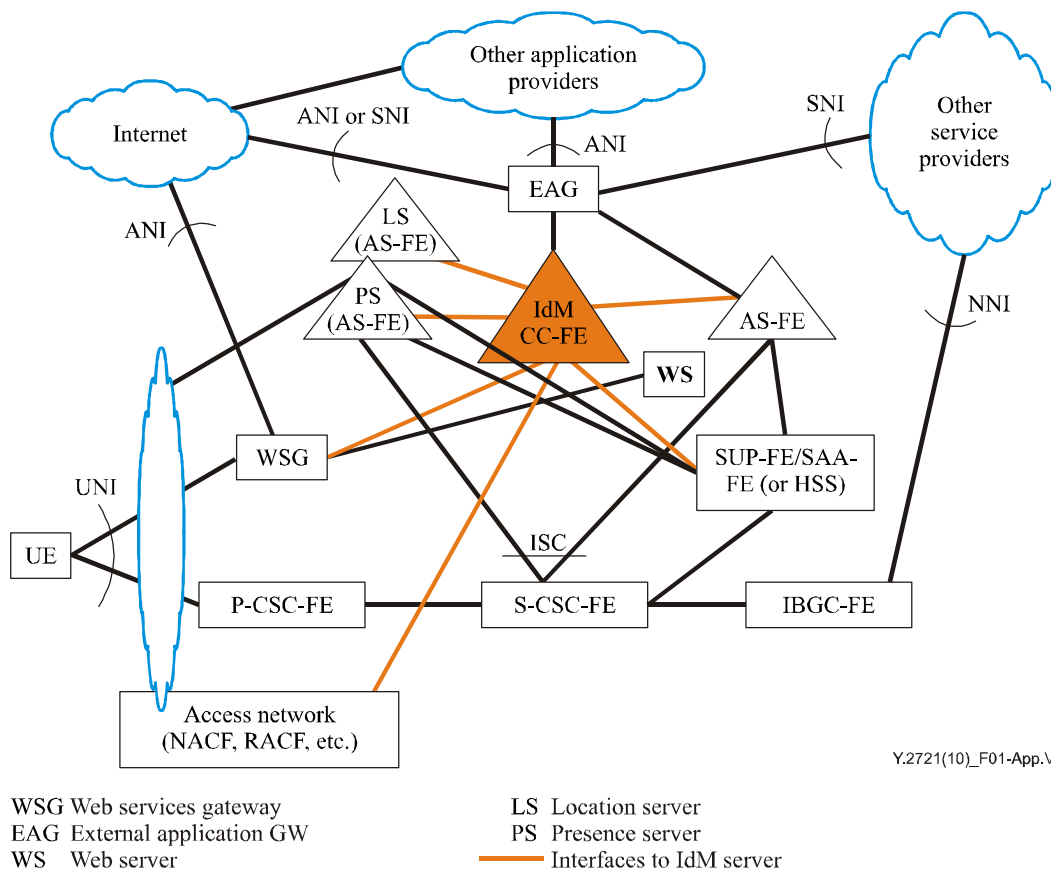 Other application
providers
Internet
ANI or SNI
SNI
Other
service
providers
ANI
EAG
ANI
LS
(AS-FE)
PS
(AS-FE)
IdM
CC-FE
AS-FE
NNI
WS
WSG
SUP-FE/SAA-
FE (or HSS)
UNI
UE
ISC
P-CSC-FE
S-CSC-FE
IBGC-FE
Access network
(NACF, RACF, etc.)
Y.2721(10)_F01-App.V
WSG Web services gateway
EAG External application GW
WS Web server
LS Location server
PS Presence server
Interfaces to IdM server